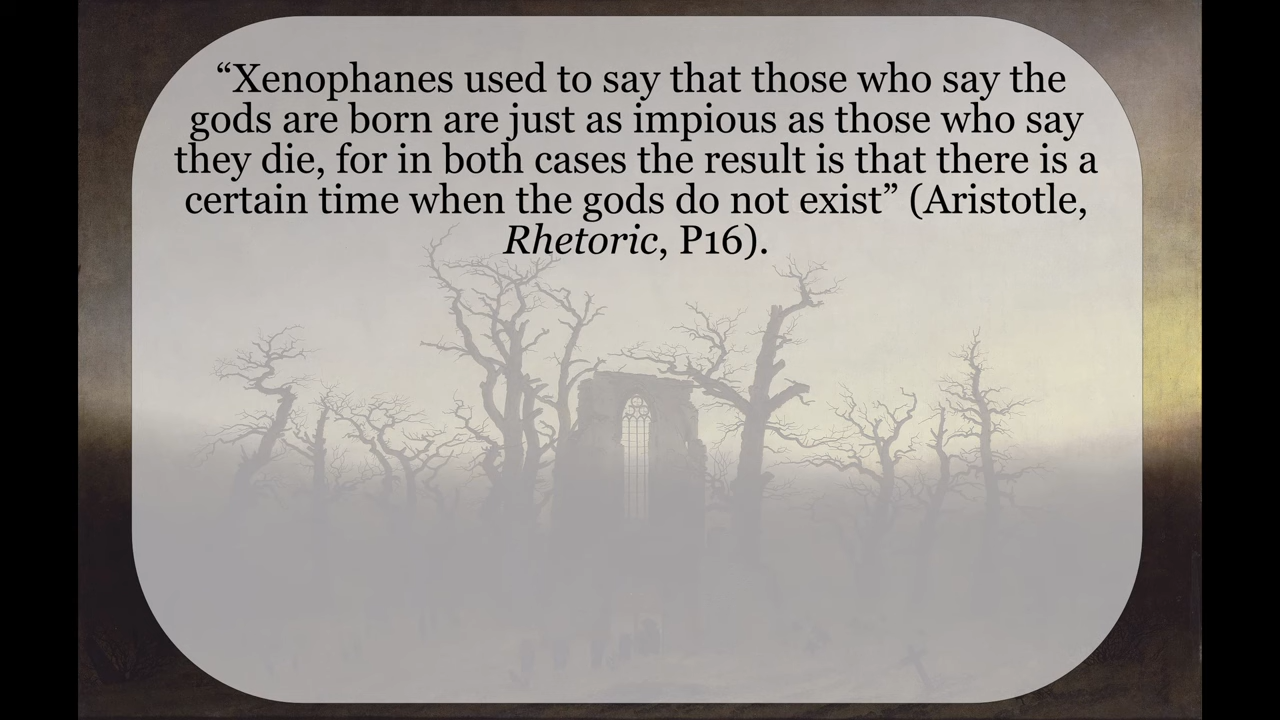 “Xenophanes used to say that those who say the
gods are born are just as impious as those who say
they die, for in both cases the result is that there is a
certain time when the gods do not exist” (Aristotle,
Rhetoric, P16).